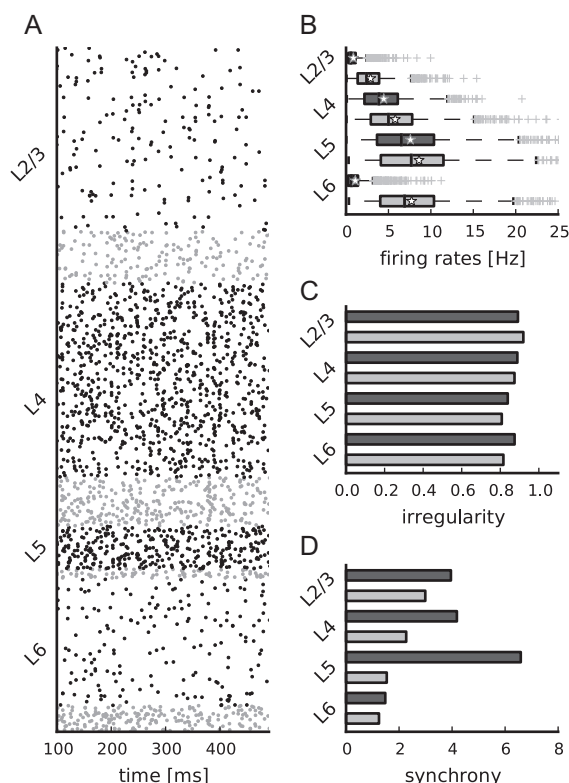 A
L2/3
L4
L5
L6
100 200 300 400
time [ms]
B
L2/3
L4
L5
L6
0 5 10 15 20 25
firing rates [Hz]
C
L2/3
L4
L5
L6
0.0 0.2 0.4 0.6 0.8 1.0
irregularity
D
L2/3
L4
L5
L6
0 2 4 6 8
synchrony